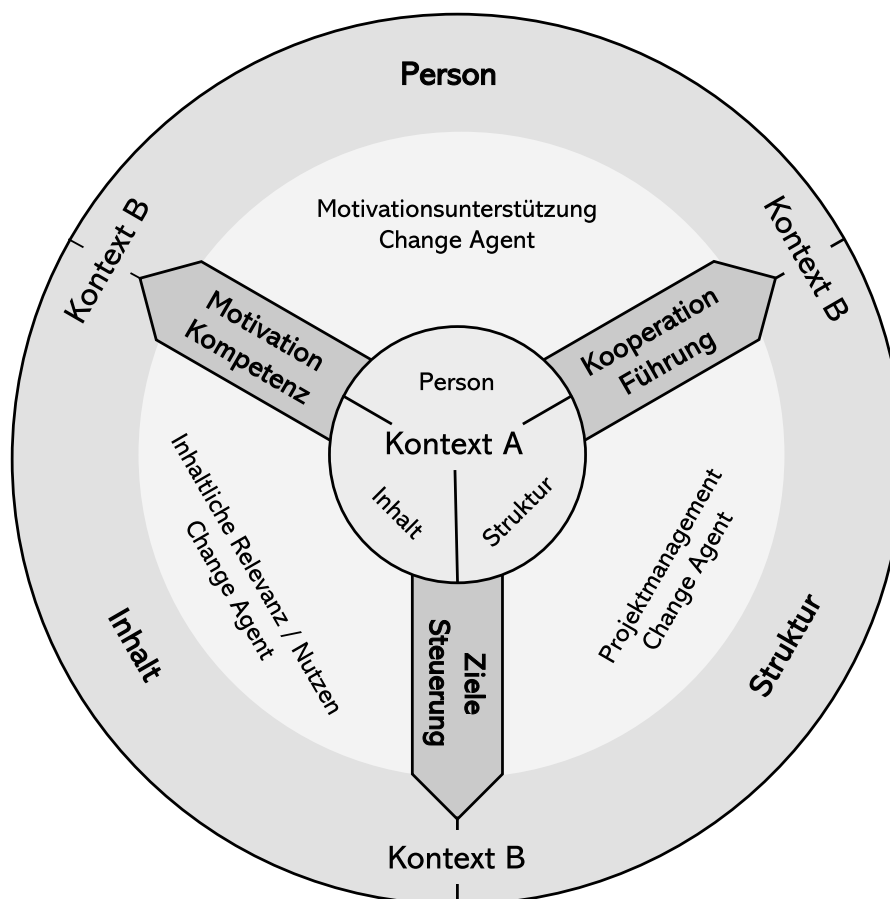 Person
Kontext B
Kontext B
Motivationsunterstützung
Change Agent
Motivation
Kompetenz
Kooperation
Führung
Person
Kontext A
Inhalt
Struktur
Inhaltliche Relevanz / Nutzen
Change Agent
Projektmanagement
Change Agent
Inhalt
Struktur
Ziele
Steuerung
Kontext B